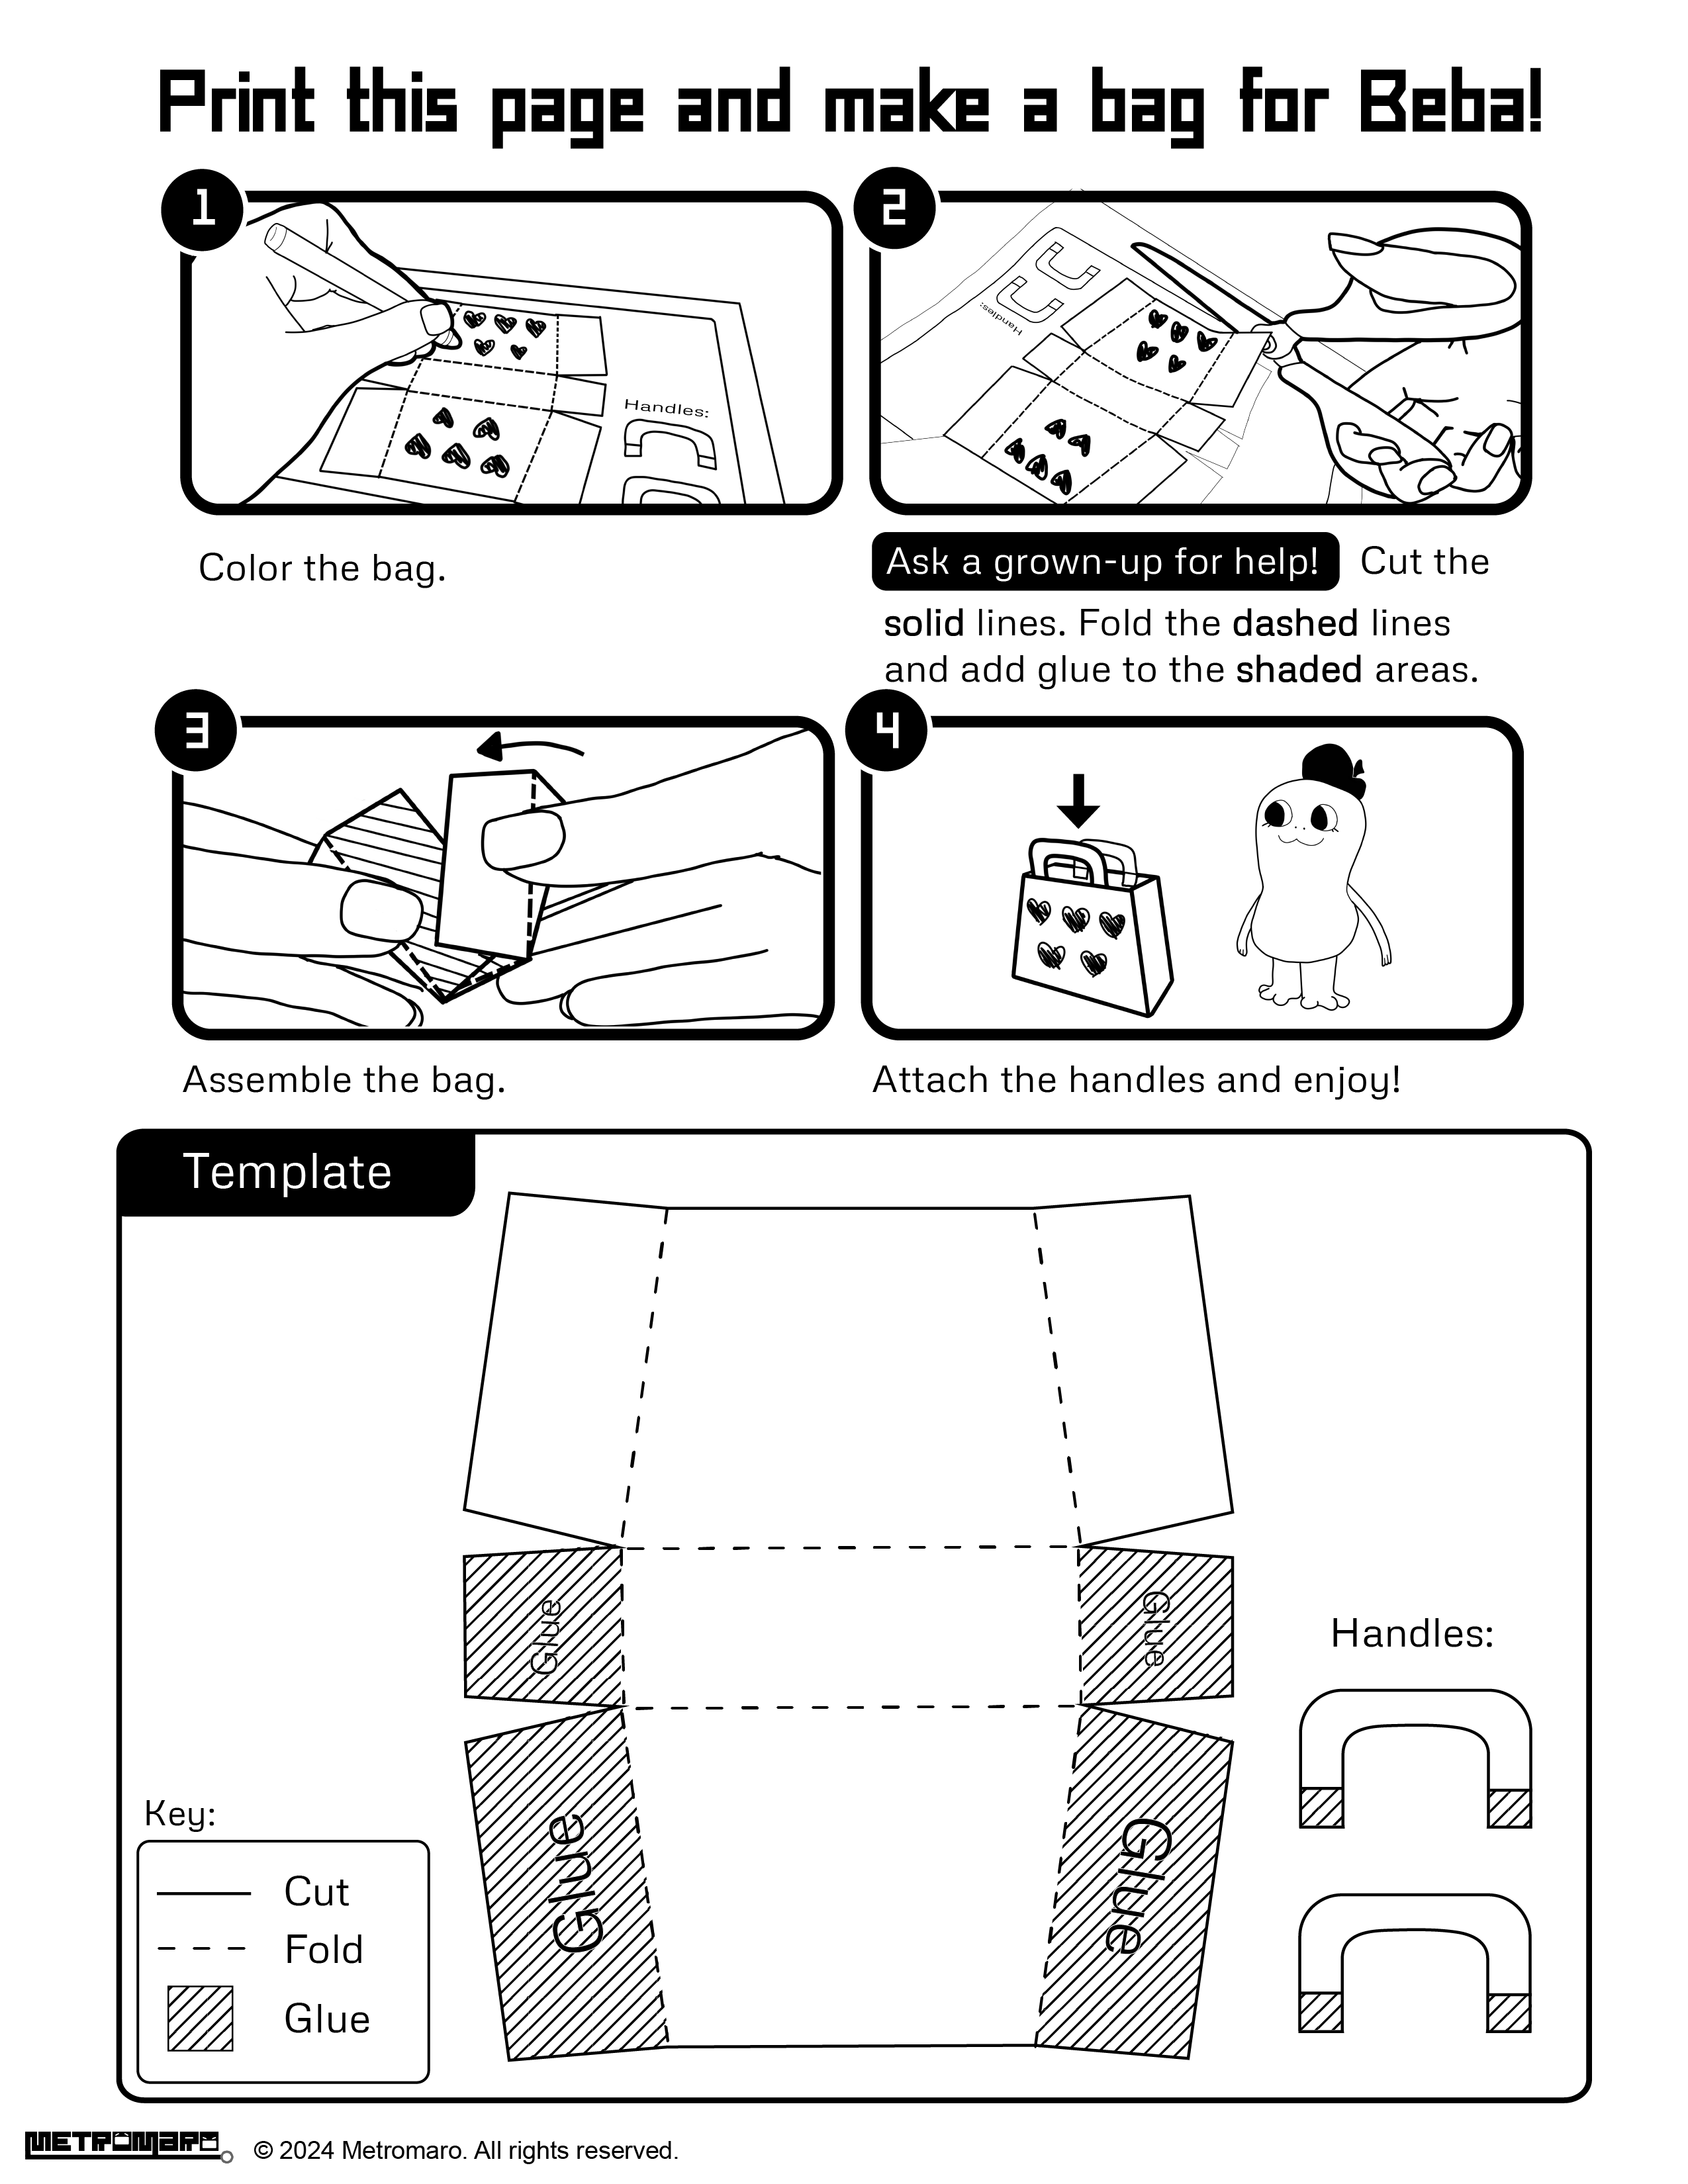 Print this page and make a bag for Beba!
1
Handles:
2
Handles:
Color the bag.
Ask a grown-up for help! Cut the
solid lines. Fold the dashed lines
and add glue to the shaded areas.
3
4
Assemble the bag.
Attach the handles and enjoy!
Template
Glue
Glue
Handles:
Glue
Glue
Key:
Cut
Fold
Glue
METROMARO
© 2024 Metromaro. All rights reserved.